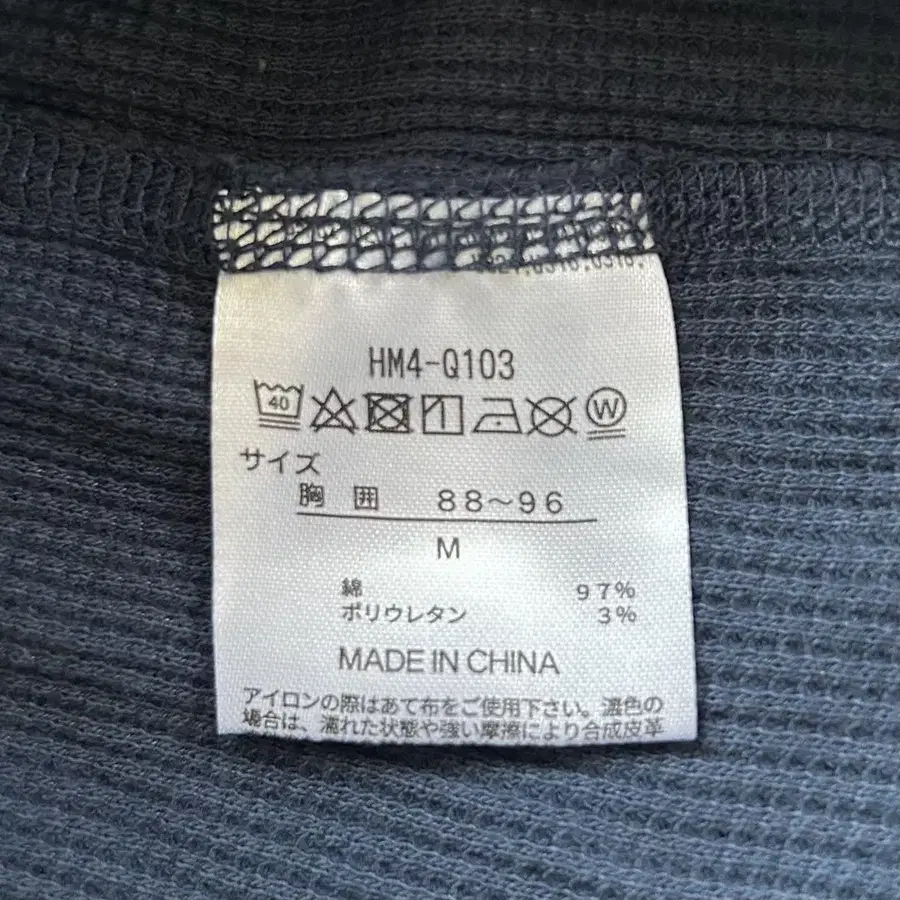 HM4-Q103
40 W
サイズ
胸囲 88～96
M
綿 97%
ポリウレタン 3%
MADE IN CHINA
アイロンの際はあて布をご使用下さい。濃色の
場合は、濡れた状態や強い摩擦により合成皮革